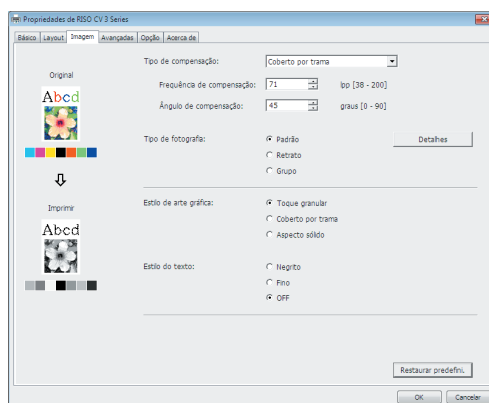 Propriedades de RISO CV 3 Series
Básico Layout Imagem Avançadas Opção Acerca de
Original
Abcd
Imprimir
Abcd
Tipo de compensação: Coberto por trama
Frequência de compensação: 71 lpp [38 - 200]
Ângulo de compensação: 45 graus [0 - 90]
Tipo de fotografia: Padrão Detalhes
Retrato
Grupo
Estilo de arte gráfica: Toque granular
Coberto por trama
Aspecto sólido
Estilo do texto: Negrito
Fino
OFF
Restaurar predefini.
OK Cancelar